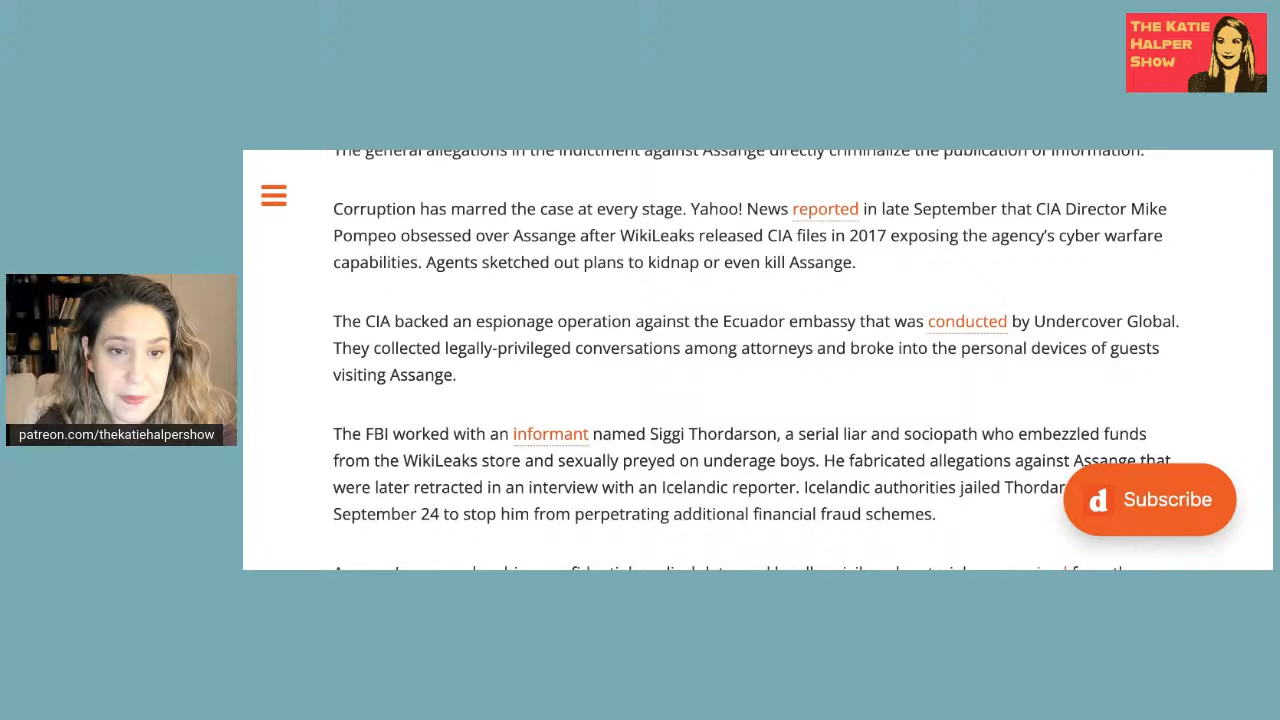 THE KATIE
HALPER
SHOW
The general allegations in the indictment against Assange directly criminalize the publication of information.
Corruption has marred the case at every stage. Yahoo! News reported in late September that CIA Director Mike
Pompeo obsessed over Assange after WikiLeaks released CIA files in 2017 exposing the agency's cyber warfare
capabilities. Agents sketched out plans to kidnap or even kill Assange.
The CIA backed an espionage operation against the Ecuador embassy that was conducted by Undercover Global.
They collected legally-privileged conversations among attorneys and broke into the personal devices of guests
visiting Assange.
The FBI worked with an informant named Siggi Thordarson, a serial liar and sociopath who embezzled funds
from the WikiLeaks store and sexually preyed on underage boys. He fabricated allegations against Assange that
were later retracted in an interview with an Icelandic reporter. Icelandic authorities jailed Thordar
September 24 to stop him from perpetrating additional financial fraud schemes.
d Subscribe
patreon.com/thekatiehalpershow